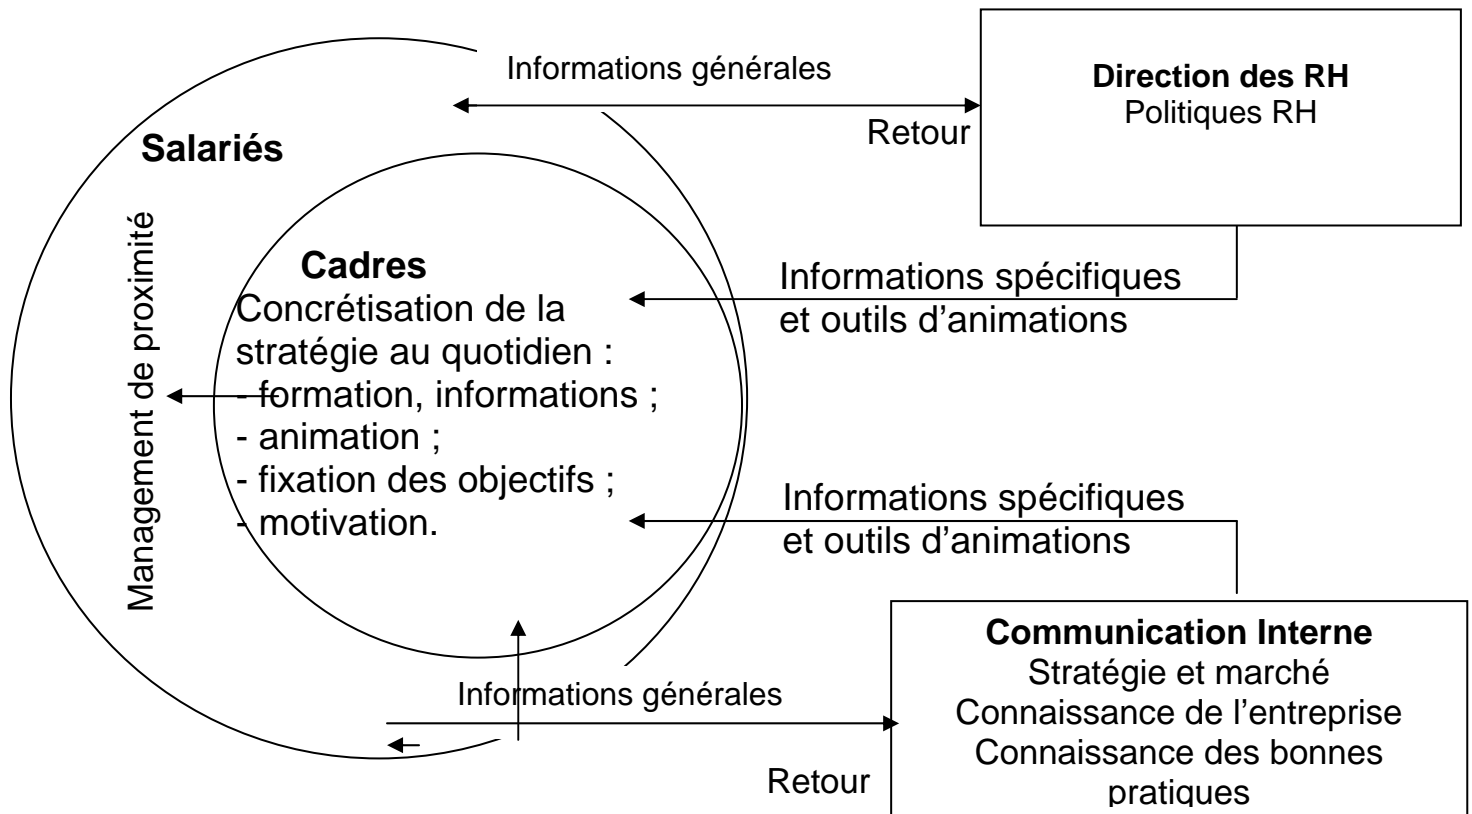 Informations générales
Retour
Direction des RH
Politiques RH
Salariés
Management de proximité
Cadres
Concrétisation de la
stratégie au quotidien :
- formation, informations ;
- animation ;
- fixation des objectifs ;
- motivation.
Informations spécifiques
et outils d’animations
Informations spécifiques
et outils d’animations
Informations générales
Retour
Communication Interne
Stratégie et marché
Connaissance de l’entreprise
Connaissance des bonnes
pratiques